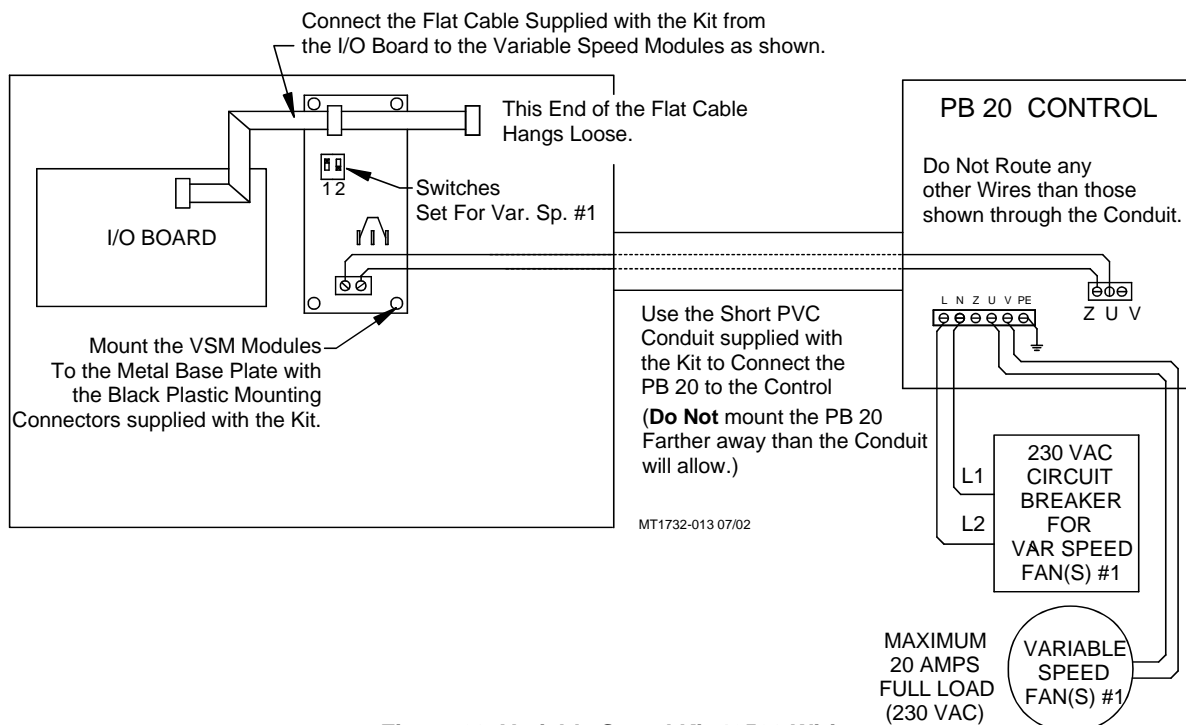 Connect the Flat Cable Supplied with the Kit from
the I/O Board to the Variable Speed Modules as shown.
This End of the Flat Cable
Hangs Loose.
1 2
Switches
Set For Var. Sp. #1
I/O BOARD
Mount the VSM Modules
To the Metal Base Plate with
the Black Plastic Mounting
Connectors supplied with the Kit.
PB 20 CONTROL
Do Not Route any
other Wires than those
shown through the Conduit.
Z U V
L N Z U V PE
Use the Short PVC
Conduit supplied with
the Kit to Connect the
PB 20 to the Control
(Do Not mount the PB 20
Farther away than the Conduit
will allow.)
MT1732-013 07/02
L1
L2
230 VAC
CIRCUIT
BREAKER
FOR
VAR SPEED
FAN(S) #1
MAXIMUM
20 AMPS
FULL LOAD
(230 VAC)
VARIABLE
SPEED
FAN(S) #1